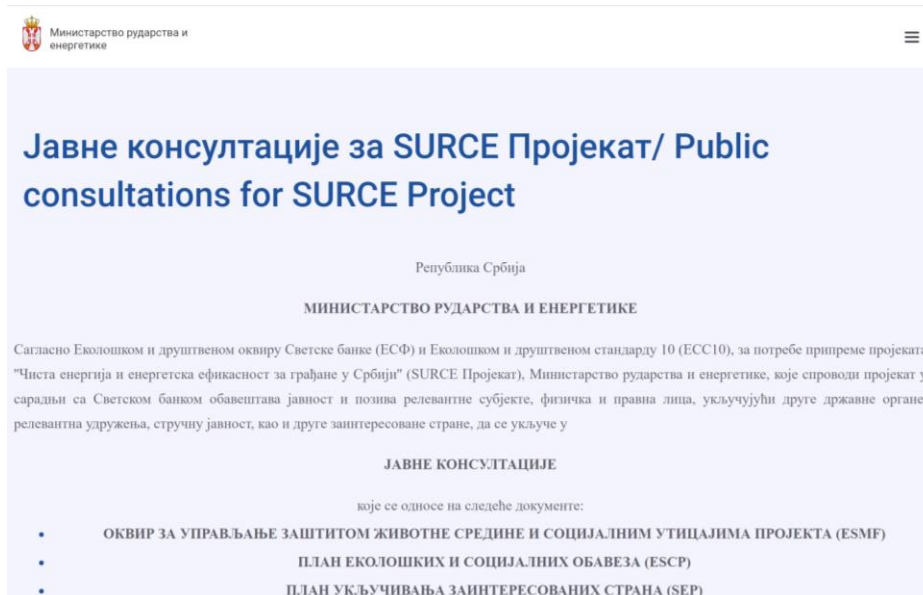 Министарство рударства и
енергетике
Јавне консултације за SURCE Пројекат/ Public
consultations for SURCE Project
Република Србија
МИНИСТАРСТВО РУДАРСТВА И ЕНЕРГЕТИКЕ
Сагласно Еколошком и друштвеном оквиру Светске банке (ЕСФ) и Еколошком и друштвеном стандарду 10 (ЕСС10), за потребе припреме пројеката
"Чиста енергија и енергетска ефикасност за грађане у Србији" (SURCE Пројекат), Министарство рударства и енергетике, које спроводи пројекат у
сарадњи са Светском банком обавештава јавност и позива релевантне субјекте, физичка и правна лица, укључујући друге државне органе
релевантна удружења, стручну јавност, као и друге заинтересоване стране, да се укључе у
ЈАВНЕ КОНСУЛТАЦИЈЕ
које се односе на следеће документе:
ОКВИР ЗА УПРАВЉАЊЕ ЗАШТИТОМ ЖИВОТНЕ СРЕДИНЕ И СОЦИЈАЛНИМ УТИЦАЈИМА ПРОЈЕКТА (ESMF)
ПЛАН ЕКОЛОШКИХ И СОЦИЈАЛНИХ ОБАВЕЗА (ESCP)
ПЛАН УКЉУЧИВАЊА ЗАИНТЕРЕСОВАНИХ СТРАНА (SEP)